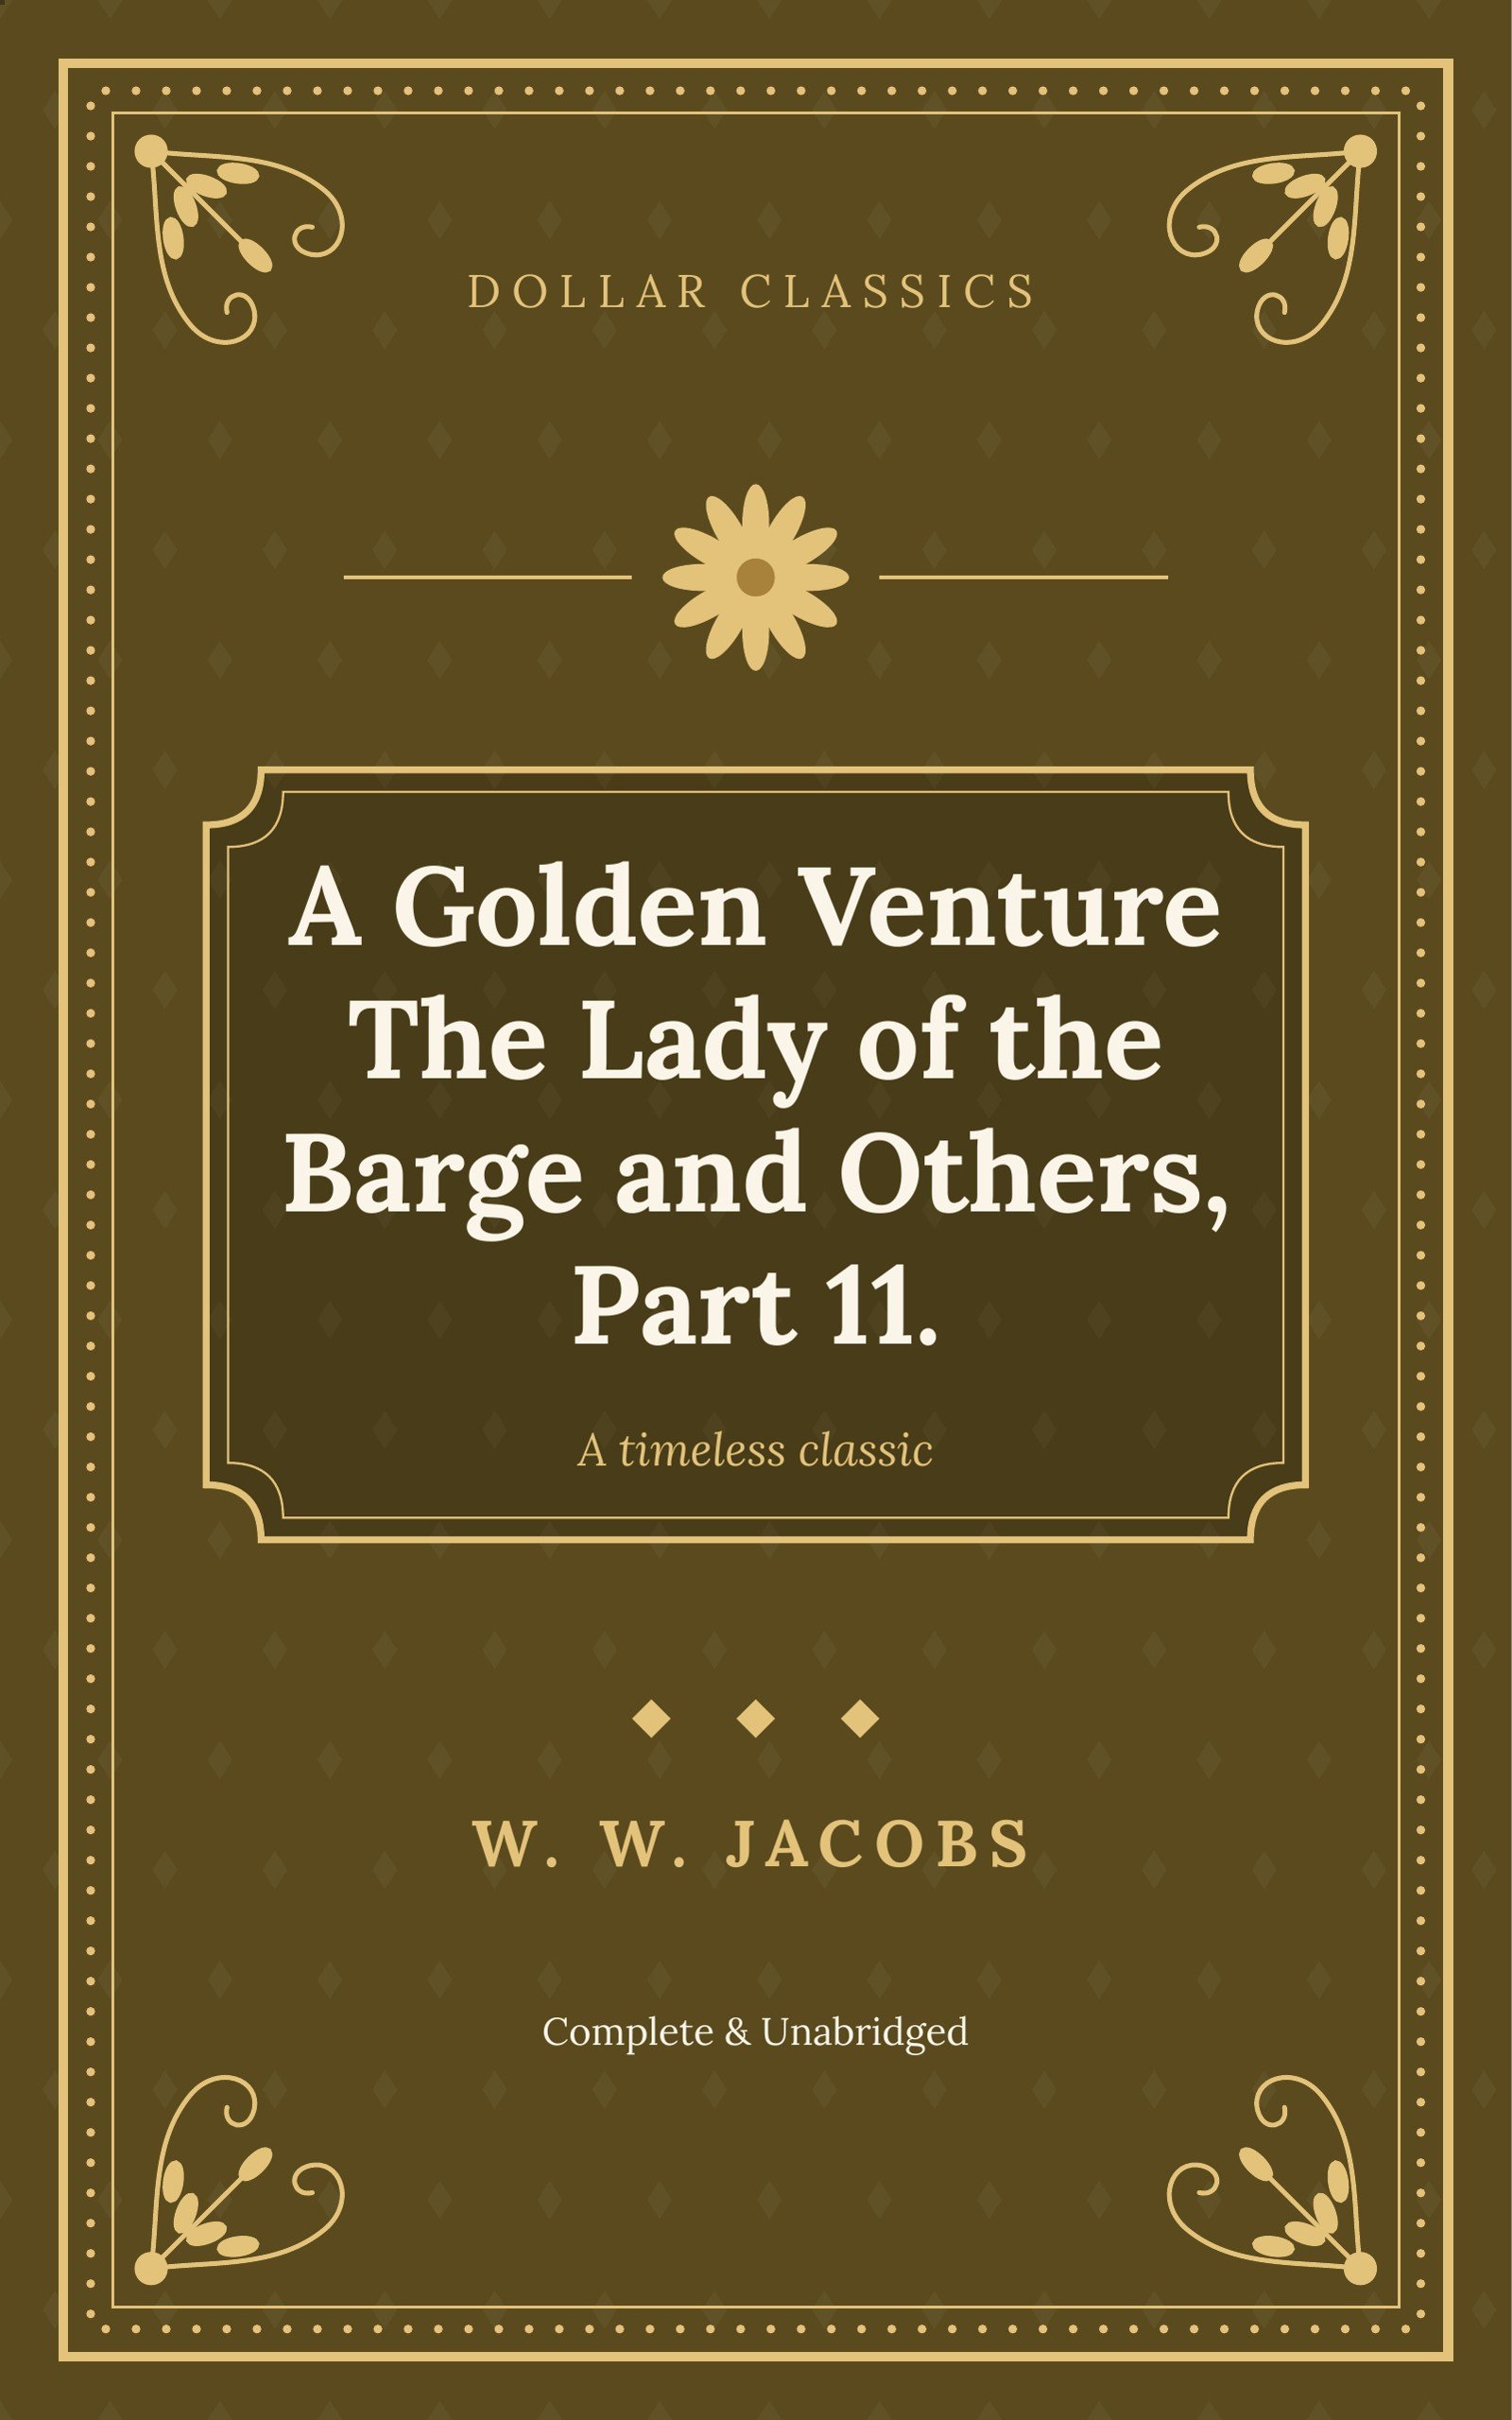 DOLLAR CLASSICS
A Golden Venture
The Lady of the
Barge and Others,
Part 11.
A timeless classic
W. W. JACOBS
Complete & Unabridged